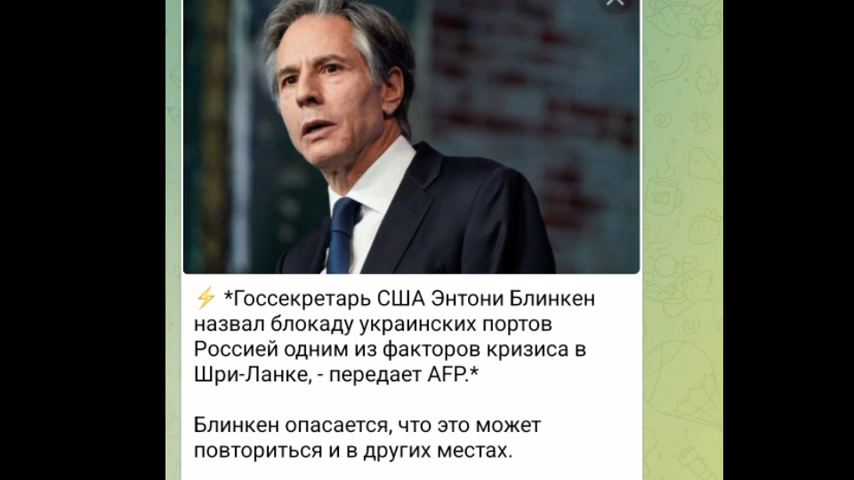 ⚡ *Госсекретарь США Энтони Блинкен
назвал блокаду украинских портов
Россией одним из факторов кризиса в
Шри-Ланке, - передает AFP.*
Блинкен опасается, что это может
повториться и в других местах.